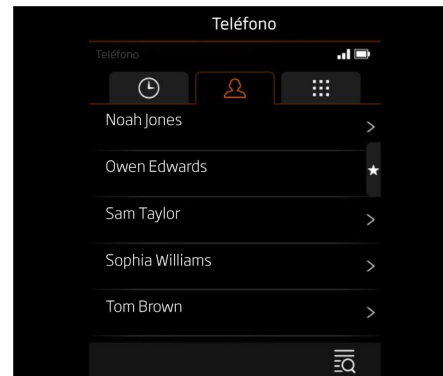 Teléfono
Teléfono
Noah Jones
Owen Edwards
Sam Taylor
Sophia Williams
Tom Brown